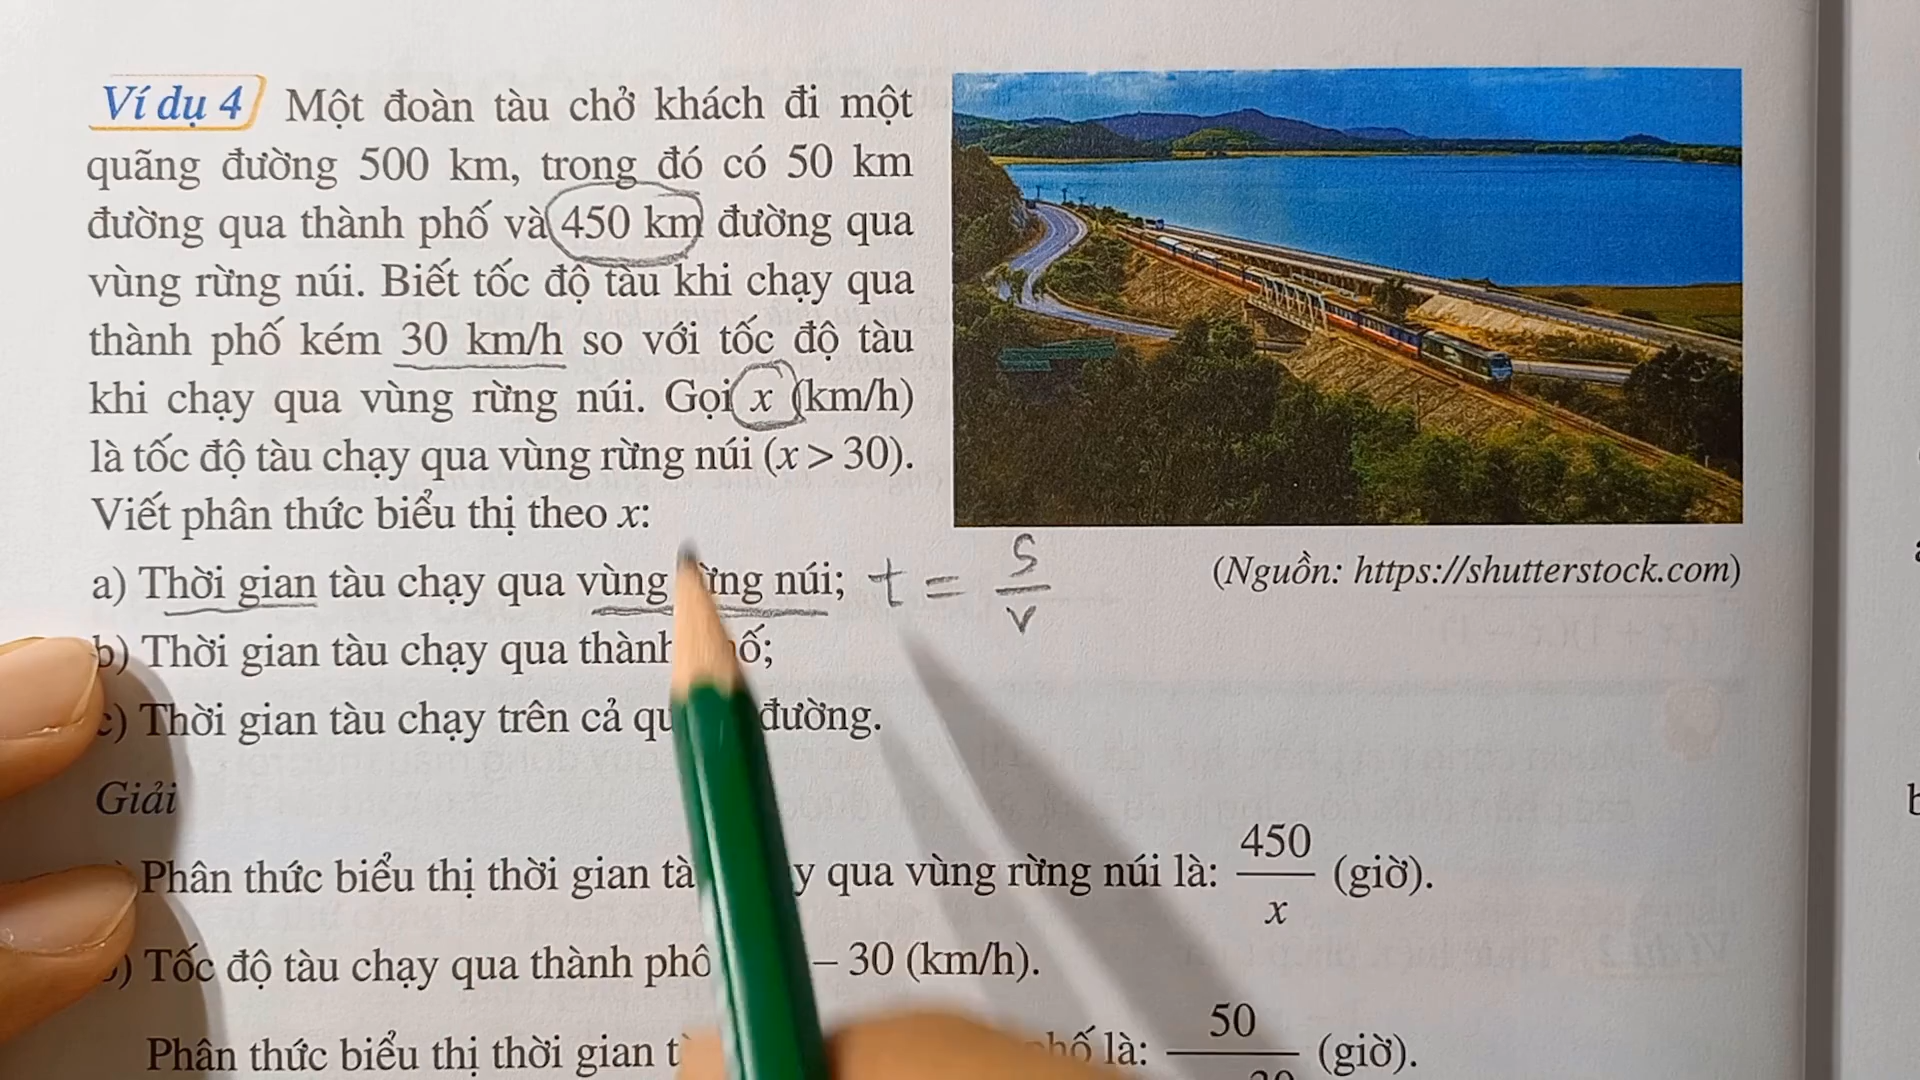 Ví dụ 4 Một đoàn tàu chở khách đi một
quãng đường 500 km, trong đó có 50 km
đường qua thành phố và 450 km đường qua
vùng rừng núi. Biết tốc độ tàu khi chạy qua
thành phố kém 30 km/h so với tốc độ tàu
khi chạy qua vùng rừng núi. Gọi x (km/h)
là tốc độ tàu chạy qua vùng rừng núi (x > 30).
Viết phân thức biểu thị theo x:
a) Thời gian tàu chạy qua vùng núi; t = s/v
(Nguồn: https://shutterstock.com)
b) Thời gian tàu chạy qua
c) Thời gian tàu chạy trên cả đường.
Giải
Phân thức biểu thị thời gian qua vùng rừng núi là: 450/x (giờ).
Tốc độ tàu chạy qua thành phố – 30 (km/h).
Phân thức biểu thị thời gian là: 50 (giờ).